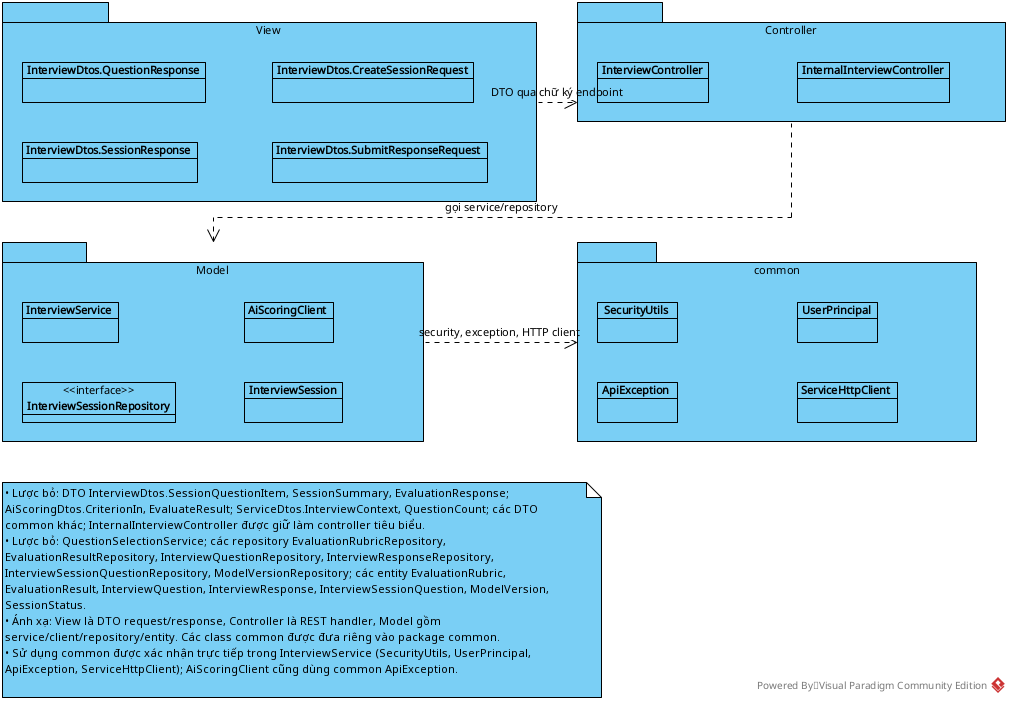 View
InterviewDtos.QuestionResponse
InterviewDtos.CreateSessionRequest
InterviewDtos.SessionResponse
InterviewDtos.SubmitResponseRequest
DTO qua chữ ký endpoint
Controller
InterviewController
InternalInterviewController
gọi service/repository
Model
InterviewService
AiScoringClient
<<interface>>
InterviewSessionRepository
InterviewSession
security, exception, HTTP client
common
SecurityUtils
UserPrincipal
ApiException
ServiceHttpClient
• Lược bỏ: DTO InterviewDtos.SessionQuestionItem, SessionSummary, EvaluationResponse;
AiScoringDtos.CriterionIn, EvaluateResult; ServiceDtos.InterviewContext, QuestionCount; các DTO
common khác; InternalInterviewController được giữ làm controller tiêu biểu.
• Lược bỏ: QuestionSelectionService; các repository EvaluationRubricRepository,
EvaluationResultRepository, InterviewQuestionRepository, InterviewResponseRepository,
InterviewSessionQuestionRepository, ModelVersionRepository; các entity EvaluationRubric,
EvaluationResult, InterviewQuestion, InterviewResponse, InterviewSessionQuestion, ModelVersion,
SessionStatus.
• Ánh xạ: View là DTO request/response, Controller là REST handler, Model gồm
service/client/repository/entity. Các class common được đưa riêng vào package common.
• Sử dụng common được xác nhận trực tiếp trong InterviewService (SecurityUtils, UserPrincipal,
ApiException, ServiceHttpClient); AiScoringClient cũng dùng common ApiException.
Powered By Visual Paradigm Community Edition